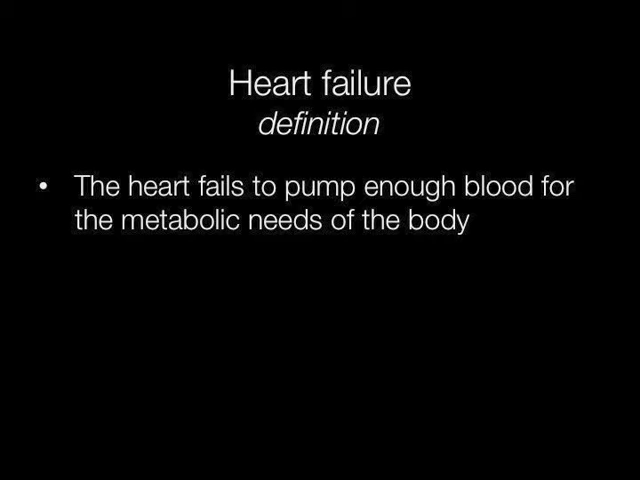 Heart failure
definition
• The heart fails to pump enough blood for
the metabolic needs of the body